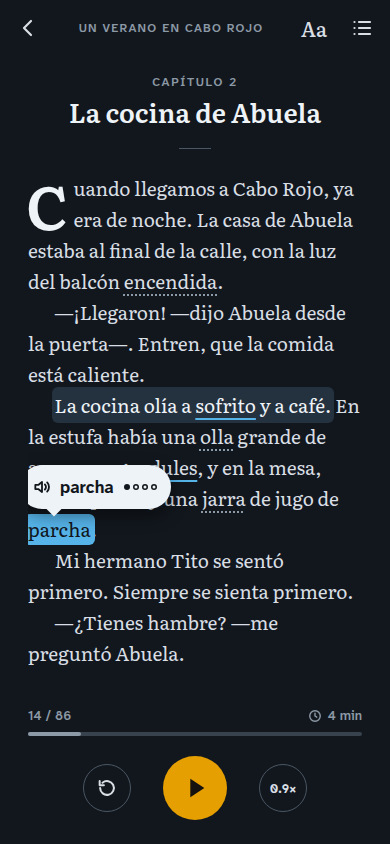 UN VERANO EN CABO ROJO
Aa
CAPÍTULO 2
La cocina de Abuela
Cuando llegamos a Cabo Rojo, ya
era de noche. La casa de Abuela
estaba al final de la calle, con la luz
del balcón encendida.
—¡Llegaron! —dijo Abuela desde
la puerta—. Entren, que la comida
está caliente.
La cocina olía a sofrito y a café. En
la estufa había una olla grande de
y en la mesa,
parcha
una jarra de jugo de
parcha
Mi hermano Tito se sentó
primero. Siempre se sienta primero.
—¿Tienes hambre? —me
preguntó Abuela.
14 / 86
4 min
0.9×